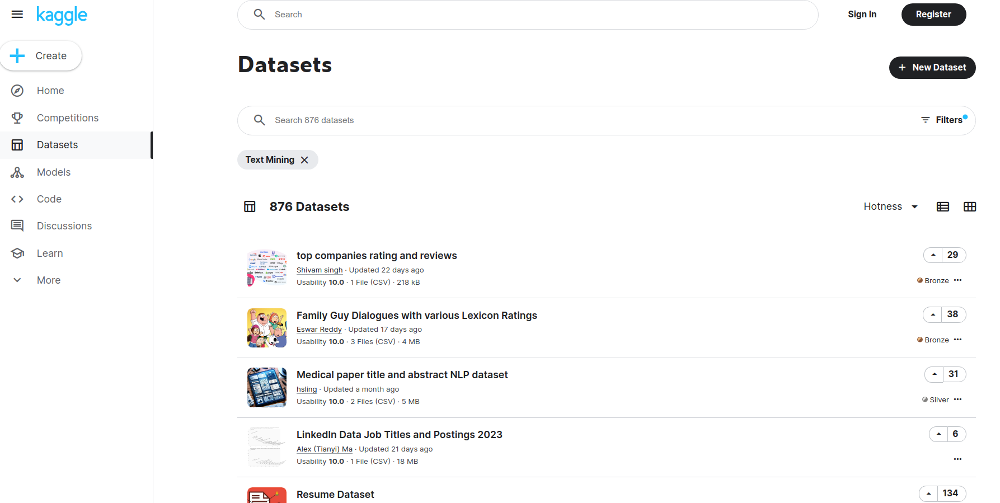 kaggle
Search
Sign In
Register
Create
Home
Competitions
Datasets
Models
Code
Discussions
Learn
More
Datasets
New Dataset
Search 876 datasets
Filters
Text Mining
876 Datasets
Hotness
top companies rating and reviews
29
Shivam singh · Updated 22 days ago
Usability 10.0 · 1 File (CSV) · 218 kB
Bronze
Family Guy Dialogues with various Lexicon Ratings
38
Eswar Reddy · Updated 17 days ago
Usability 10.0 · 3 Files (CSV) · 4 MB
Bronze
Medical paper title and abstract NLP dataset
31
hsling · Updated a month ago
Usability 10.0 · 2 Files (CSV) · 5 MB
Silver
LinkedIn Data Job Titles and Postings 2023
6
Alex (Tianyi) Ma · Updated 21 days ago
Usability 10.0 · 1 File (CSV) · 18 MB
Resume Dataset
134